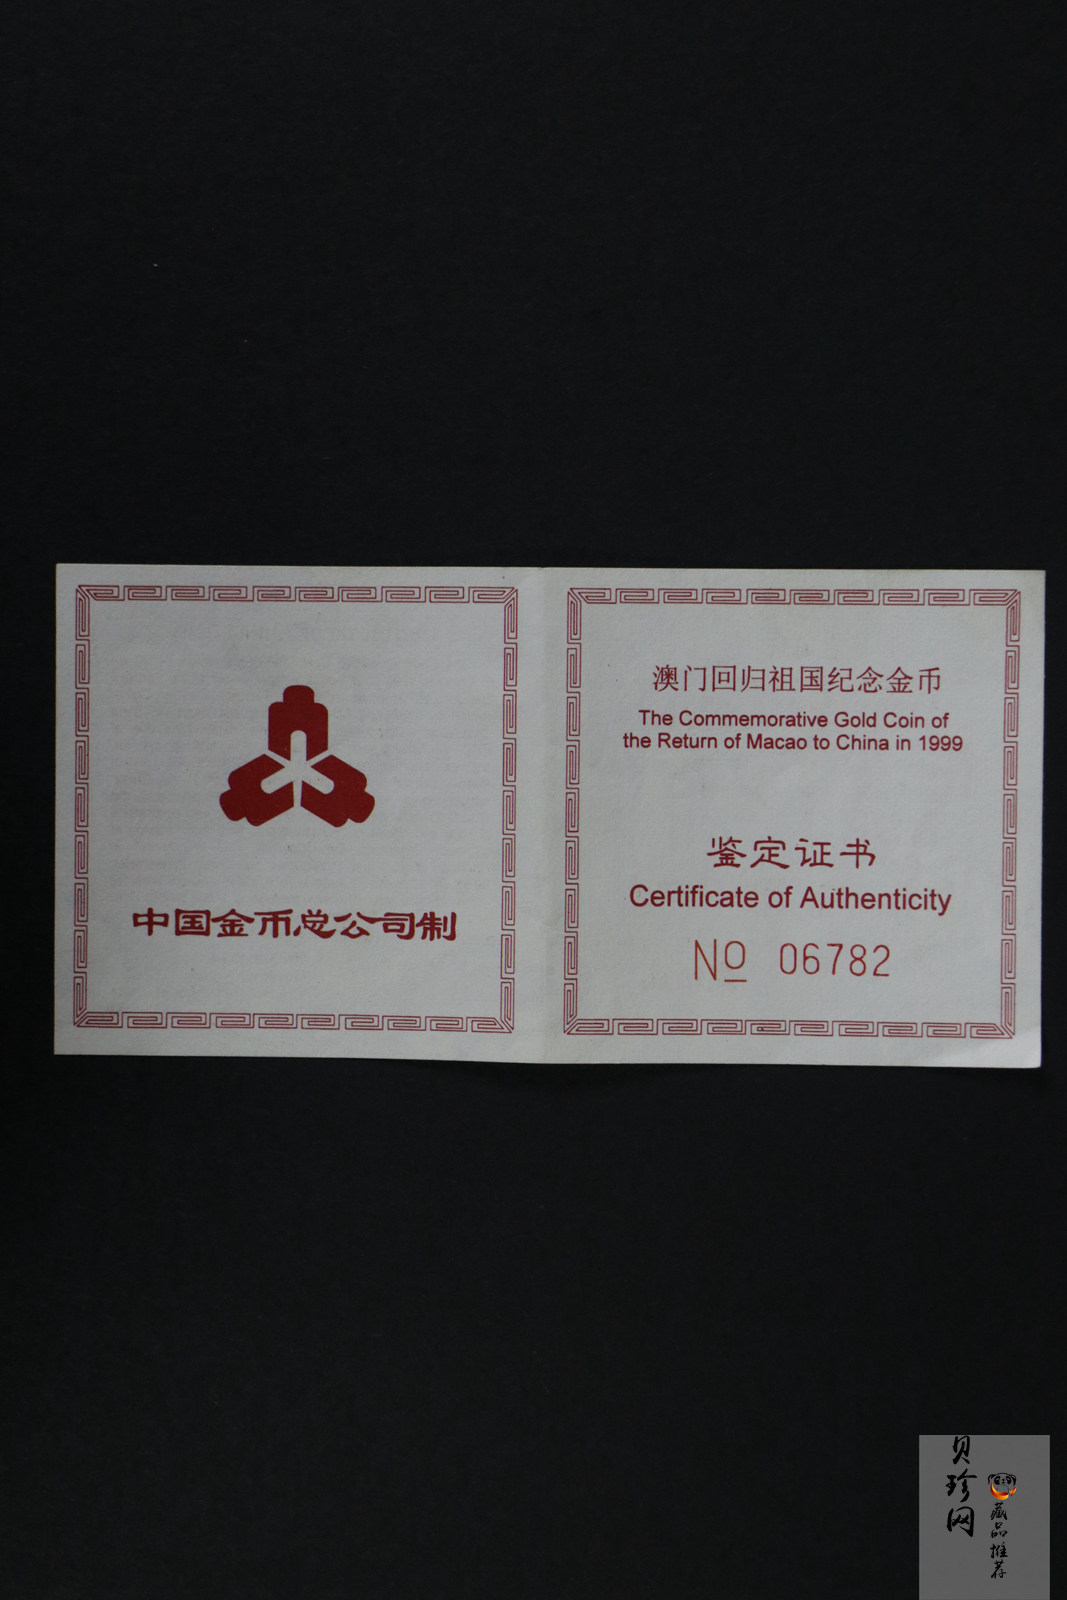 中国金币总公司制
澳门回归祖国纪念金币
The Commemorative Gold Coin of
the Return of Macao to China in 1999
鉴定证书
Certificate of Authenticity
No 06782
贝珍网
藏品推荐